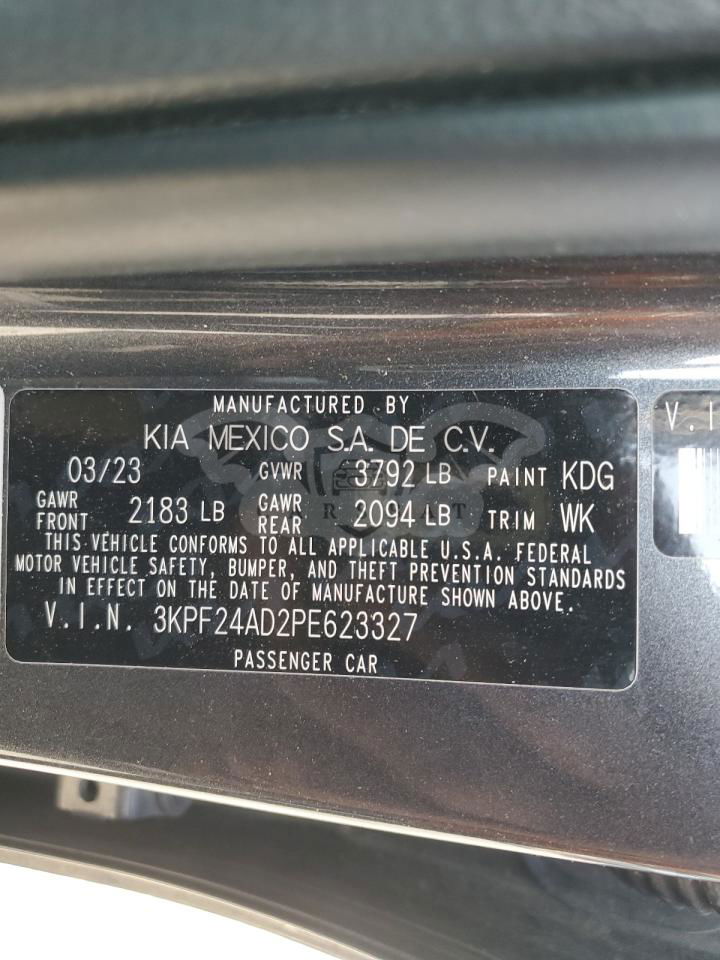 MANUFACTURED BY
KIA MEXICO S.A. DE C.V.
03/23 GVWR 3792 LB PAINT KDG
GAWR FRONT 2183 LB GAWR REAR 2094 LB TRIM WK
THIS VEHICLE CONFORMS TO ALL APPLICABLE U.S.A. FEDERAL
MOTOR VEHICLE SAFETY, BUMPER, AND THEFT PREVENTION STANDARDS
IN EFFECT ON THE DATE OF MANUFACTURE SHOWN ABOVE.
V.I.N. 3KPF24AD2PE623327
PASSENGER CAR
V.I